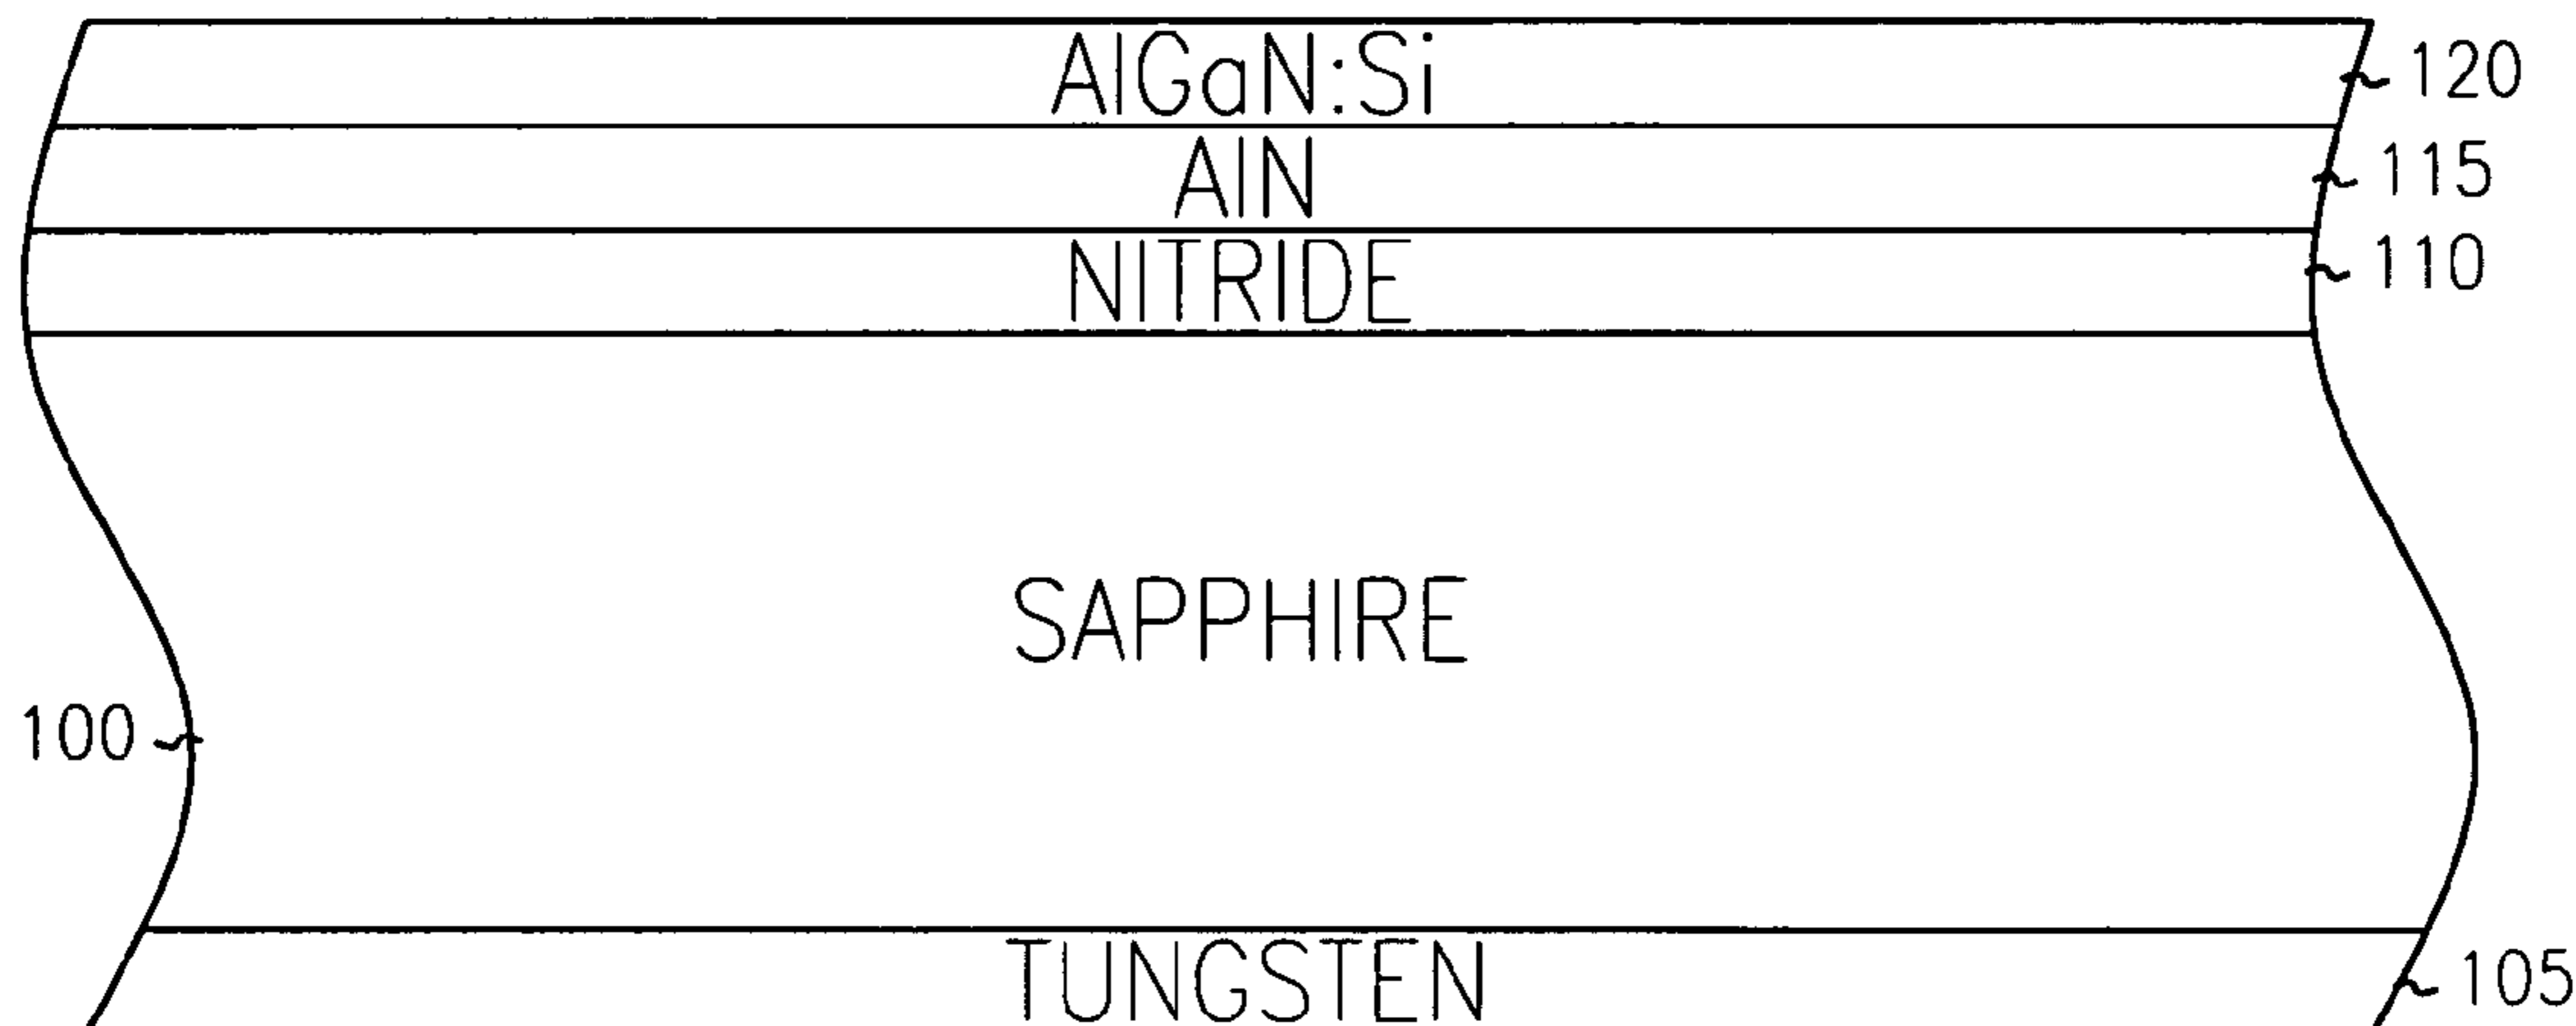 AlGaN:Si
120
AlN
115
NITRIDE
110
SAPPHIRE
100
TUNGSTEN
105